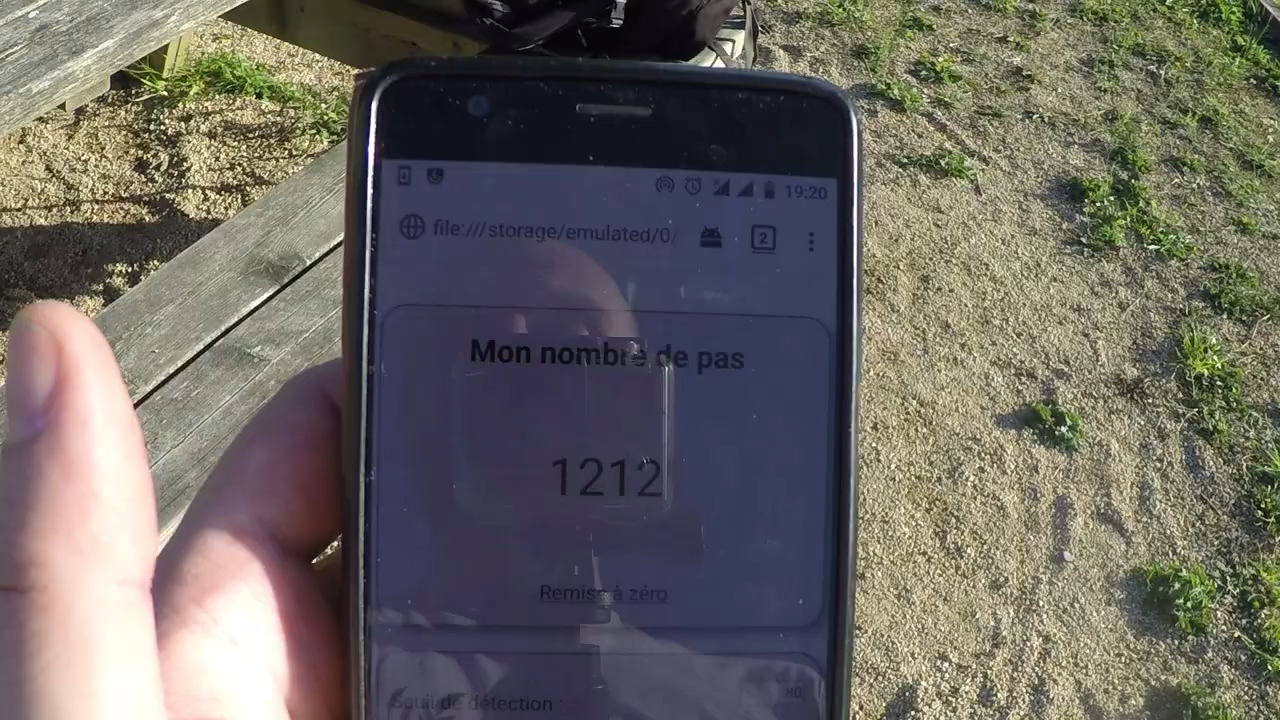 19:20
file:///storage/emulated/0/
2
Mon nombre de pas
1212
Remise à zéro
Seuil de détection :